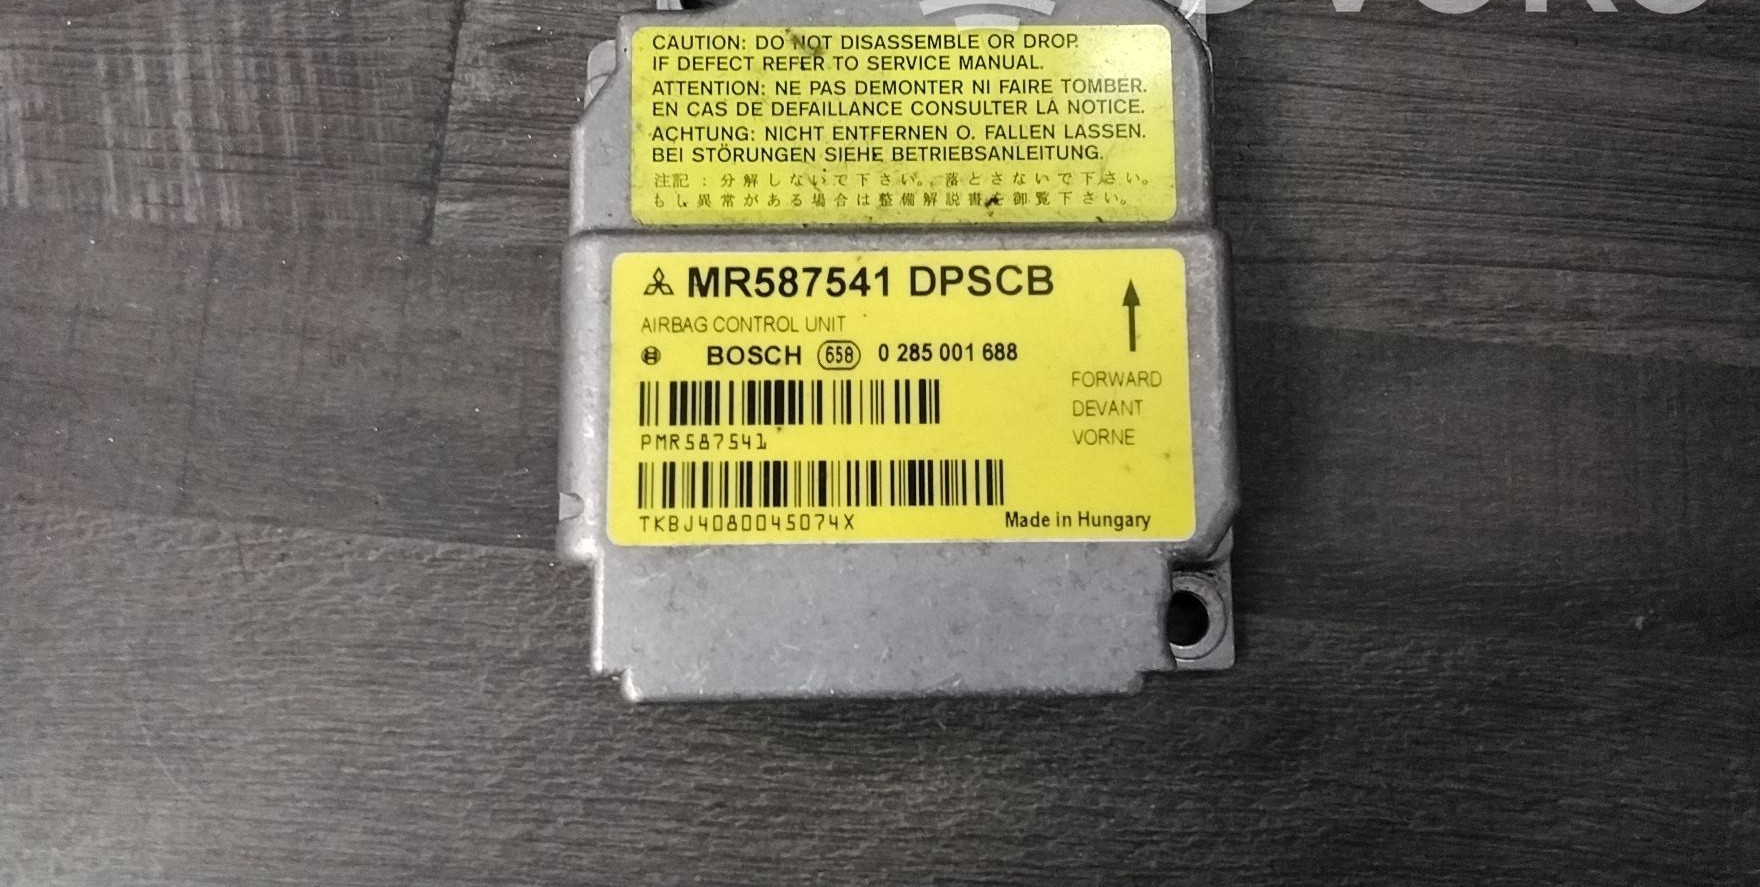 CAUTION: DO NOT DISASSEMBLE OR DROP.
IF DEFECT REFER TO SERVICE MANUAL.
ATTENTION: NE PAS DEMONTER NI FAIRE TOMBER.
EN CAS DE DEFAILLANCE CONSULTER LA NOTICE.
ACHTUNG: NICHT ENTFERNEN O. FALLEN LASSEN.
BEI STÖRUNGEN SIEHE BETRIEBSANLEITUNG.
注記：分解しないで下さい。落とさないで下さい。
もし異常がある場合は整備解説書を御覧下さい。
MR587541 DPSCB
AIRBAG CONTROL UNIT
BOSCH 658 0 285 001 688
FORWARD
DEVANT
VORNE
PMR587541
TKBJ4080045074X
Made in Hungary